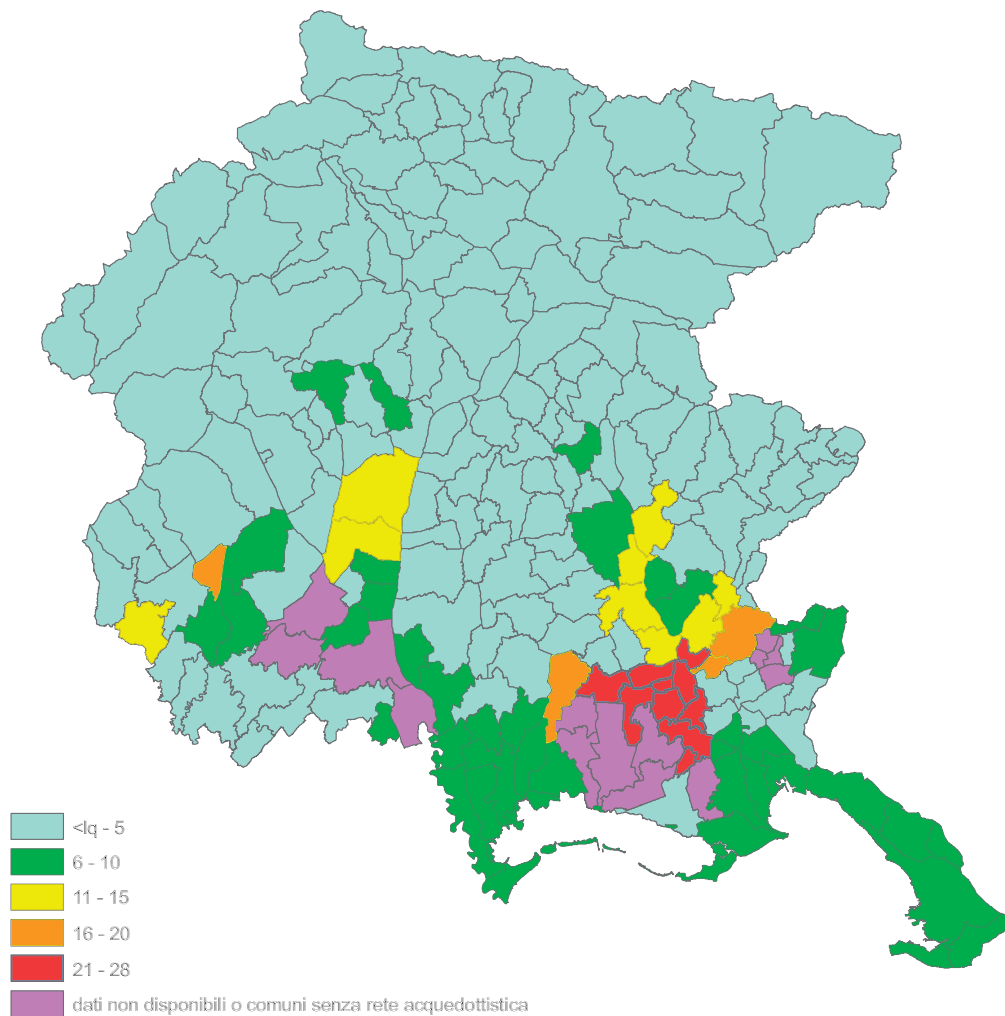 <lq - 5
6 - 10
11 - 15
16 - 20
21 - 28
dati non disponibili o comuni senza rete acquedottistica